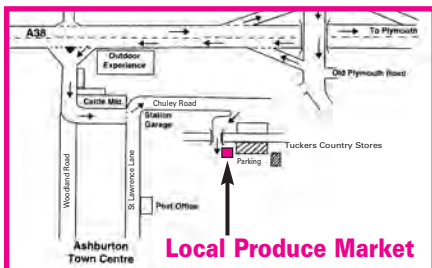 A38
To Plymouth
Outdoor
Experience
Old Plymouth Road
Cattle Mkt.
Chuley Road
Station
Garage
Tuckers Country Stores
Parking
Woodland Road
St Lawrence Lane
Post Office
Ashburton
Town Centre
Local Produce Market